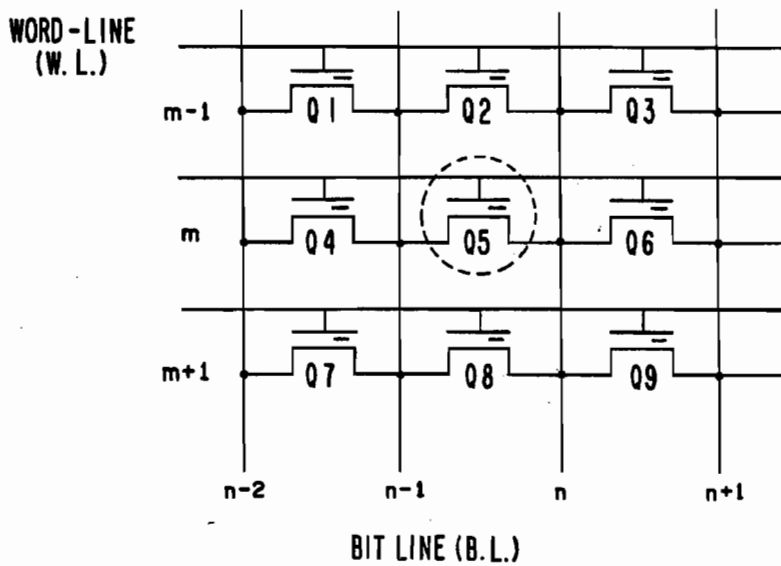 WORD-LINE
(W. L.)
m-1
Q1 Q2 Q3
m
Q4 Q5 Q6
m+1
Q7 Q8 Q9
n-2 n-1 n n+1
BIT LINE (B.L.)